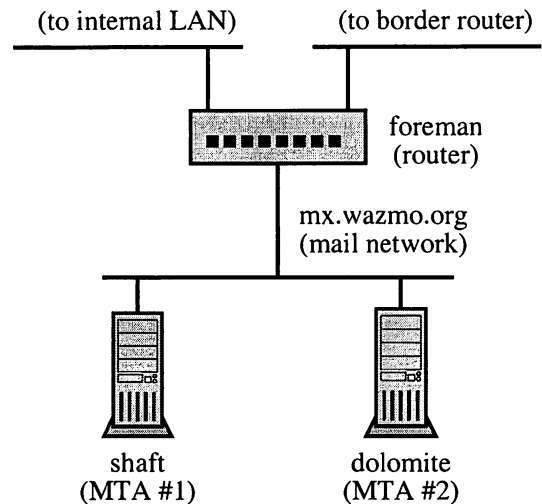 (to internal LAN)
(to border router)
foreman
(router)
mx.wazmo.org
(mail network)
shaft
(MTA #1)
dolomite
(MTA #2)